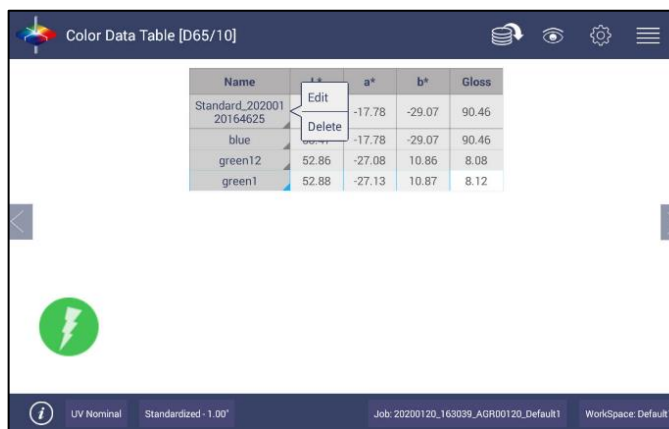 Color Data Table [D65/10]
Name a* b* Gloss
Standard_202001
20164625 -17.78 -29.07 90.46
Edit
Delete
blue -17.78 -29.07 90.46
green12 52.86 -27.08 10.86 8.08
green1 52.88 -27.13 10.87 8.12
i UV Nominal Standardized - 1.00" Job: 20200120_163039_AGR00120_Default1 WorkSpace: Default